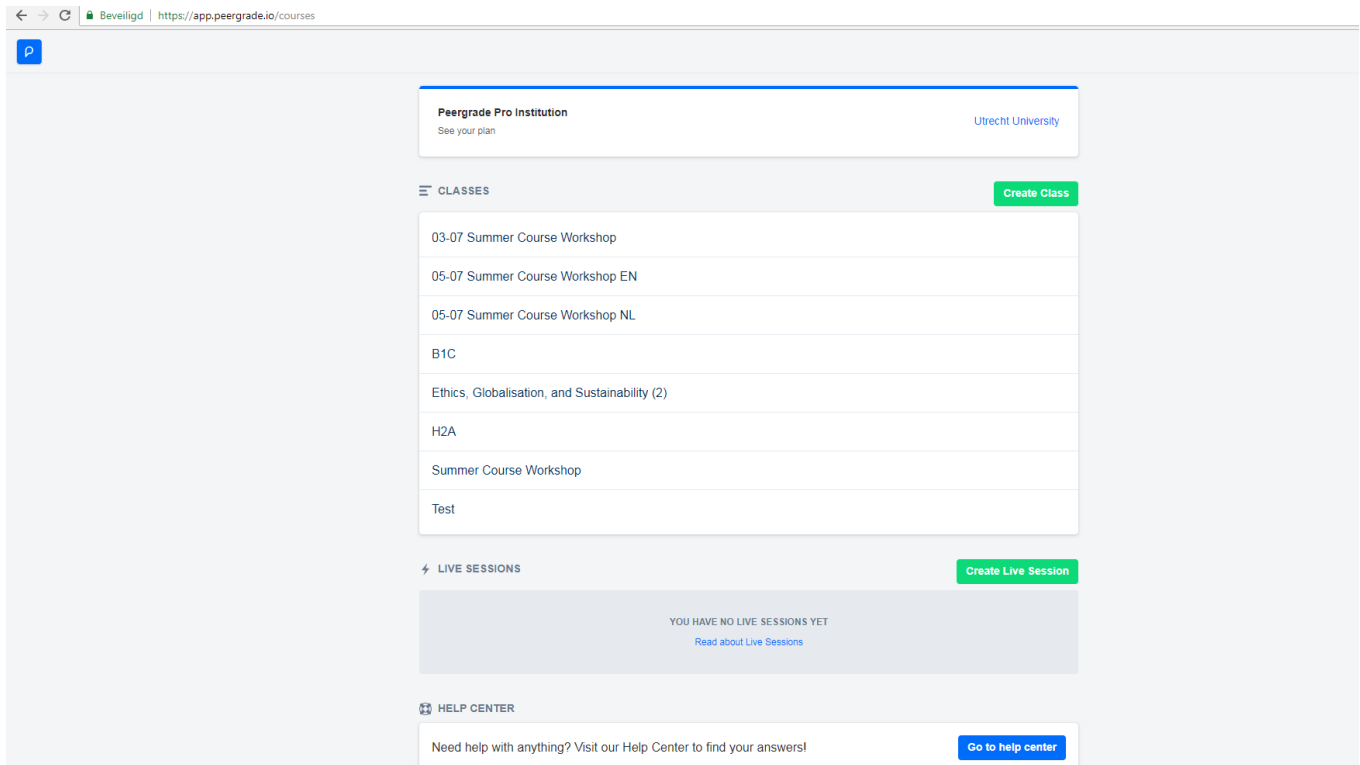 Beveiligd | https://app.peergrade.io/courses
Peergrade Pro Institution
See your plan
Utrecht University
CLASSES
Create Class
03-07 Summer Course Workshop
05-07 Summer Course Workshop EN
05-07 Summer Course Workshop NL
B1C
Ethics, Globalisation, and Sustainability (2)
H2A
Summer Course Workshop
Test
LIVE SESSIONS
Create Live Session
YOU HAVE NO LIVE SESSIONS YET
Read about Live Sessions
HELP CENTER
Need help with anything? Visit our Help Center to find your answers!
Go to help center